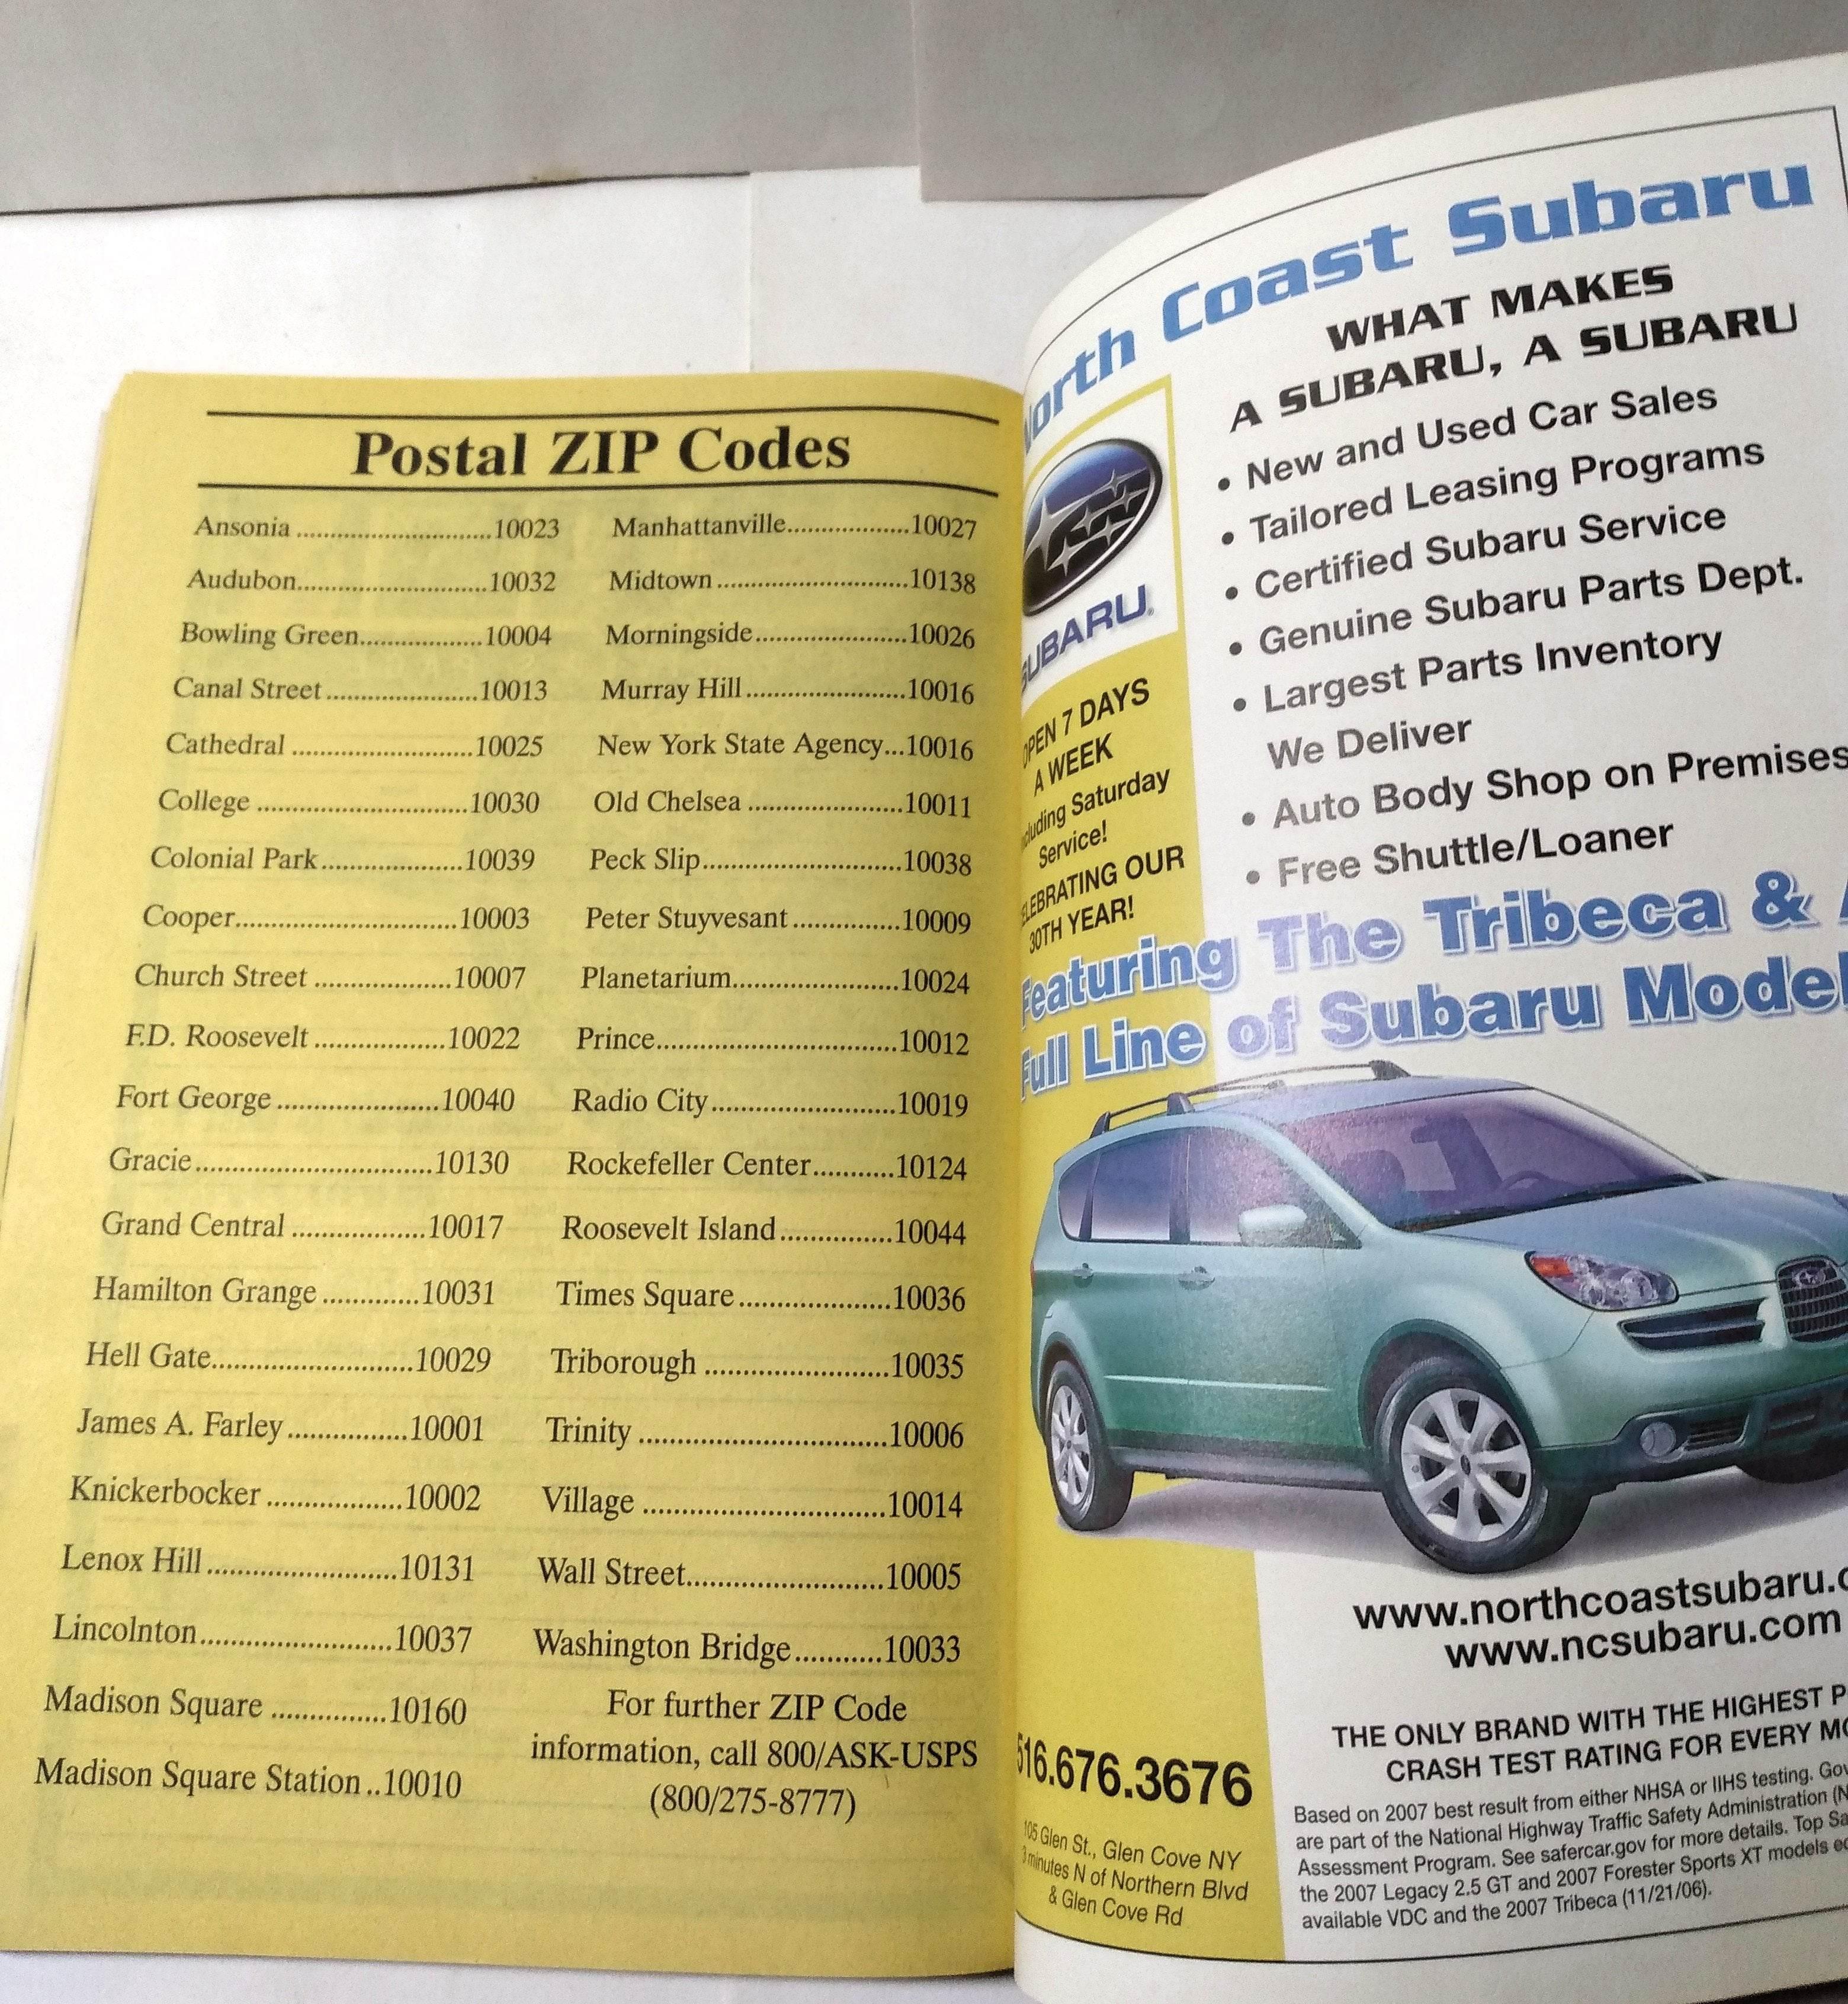 Postal ZIP Codes
Ansonia ............................10023
Audubon............................10032
Bowling Green..................10004
Canal Street ......................10013
Cathedral ..........................10025
College ..............................10030
Colonial Park.....................10039
Cooper................................10003
Church Street ....................10007
F.D. Roosevelt ...................10022
Fort George ........................10040
Gracie..................................10130
Grand Central ....................10017
Hamilton Grange ..............10031
Hell Gate.............................10029
James A. Farley.................10001
Knickerbocker ...................10002
Lenox Hill...........................10131
Lincolnton...........................10037
Madison Square ................10160
Madison Square Station ..10010
Manhattanville..................10027
Midtown ............................10138
Morningside......................10026
Murray Hill.......................10016
New York State Agency...10016
Old Chelsea .......................10011
Peck Slip.............................10038
Peter Stuyvesant ................10009
Planetarium.........................10024
Prince...................................10012
Radio City...........................10019
Rockefeller Center............10124
Roosevelt Island................10044
Times Square......................10036
Triborough ..........................10035
Trinity ..................................10006
Village ..................................10014
Wall Street............................10005
Washington Bridge............10033
For further ZIP Code
information, call 800/ASK-USPS
(800/275-8777)
North Coast Subaru
WHAT MAKES
A SUBARU, A SUBARU
• New and Used Car Sales
• Tailored Leasing Programs
• Certified Subaru Service
• Genuine Subaru Parts Dept.
• Largest Parts Inventory
We Deliver
• Auto Body Shop on Premises
• Free Shuttle/Loaner
SUBARU®
OPEN 7 DAYS
A WEEK
Saturday
Service!
OUR
30TH YEAR!
Featuring The Tribeca &
Full Line of Subaru
www.northcoastsubaru.
www.ncsubaru.com
THE ONLY BRAND WITH THE HIGHEST
CRASH TEST RATING FOR EVERY
516.676.3676
Glen St., Glen Cove NY
3 minutes N of Northern Blvd
& Glen Cove Rd
Based on 2007 best result from either NHSA or IIHS testing.
are part of the National Highway Traffic Safety Administration
Assessment Program. See safercar.gov for more details. Top
the 2007 Legacy 2.5 GT and 2007 Forester Sports XT models
available VDC and the 2007 Tribeca (11/21/06).